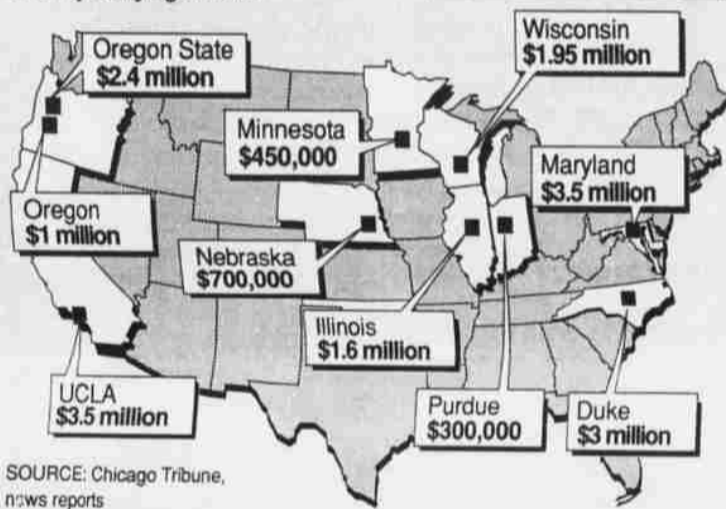 Oregon State
$2.4 million
Wisconsin
$1.95 million
Minnesota
$450,000
Maryland
$3.5 million
Oregon
$1 million
Nebraska
$700,000
Illinois
$1.6 million
UCLA
$3.5 million
Purdue
$300,000
Duke
$3 million
SOURCE: Chicago Tribune,
news reports